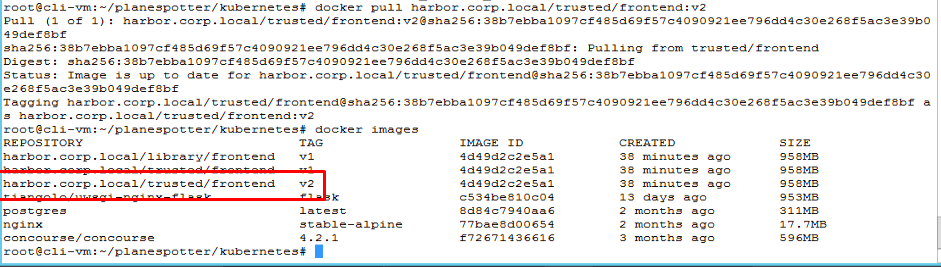 root@cli-vm:~/planespotter/kubernetes# docker pull harbor.corp.local/trusted/frontend:v2
Pull (1 of 1): harbor.corp.local/trusted/frontend:v2@sha256:38b7ebba1097cf485d69f57c4090921ee796dd4c30e268f5ac3e39b0
49def8bf
sha256:38b7ebba1097cf485d69f57c4090921ee796dd4c30e268f5ac3e39b049def8bf: Pulling from trusted/frontend
Digest: sha256:38b7ebba1097cf485d69f57c4090921ee796dd4c30e268f5ac3e39b049def8bf
Status: Image is up to date for harbor.corp.local/trusted/frontend@sha256:38b7ebba1097cf485d69f57c4090921ee796dd4c30
e268f5ac3e39b049def8bf
Tagging harbor.corp.local/trusted/frontend@sha256:38b7ebba1097cf485d69f57c4090921ee796dd4c30e268f5ac3e39b049def8bf a
s harbor.corp.local/trusted/frontend:v2
root@cli-vm:~/planespotter/kubernetes# docker images
REPOSITORY TAG IMAGE ID CREATED SIZE
harbor.corp.local/library/frontend v1 4d49d2c2e5a1 38 minutes ago 958MB
harbor.corp.local/trusted/frontend v1 4d49d2c2e5a1 38 minutes ago 958MB
harbor.corp.local/trusted/frontend v2 4d49d2c2e5a1 38 minutes ago 958MB
tiangolo/uwsgi-nginx-flask flask c534be810c04 13 days ago 953MB
postgres latest 8d84c7940aa6 2 months ago 311MB
nginx stable-alpine 77bae8d00654 2 months ago 17.7MB
concourse/concourse 4.2.1 f72671436616 3 months ago 596MB
root@cli-vm:~/planespotter/kubernetes#